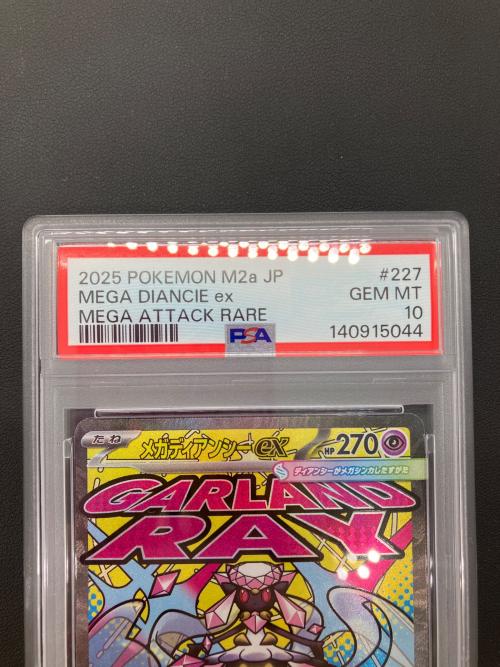 2025 POKEMON M2a JP #227
MEGA DIANCIE ex GEM MT
MEGA ATTACK RARE 10
PSA 140915044
たね メガディアンシーex HP270
ディアンシーがメガシンカしたすがた
GARLAND
RAY